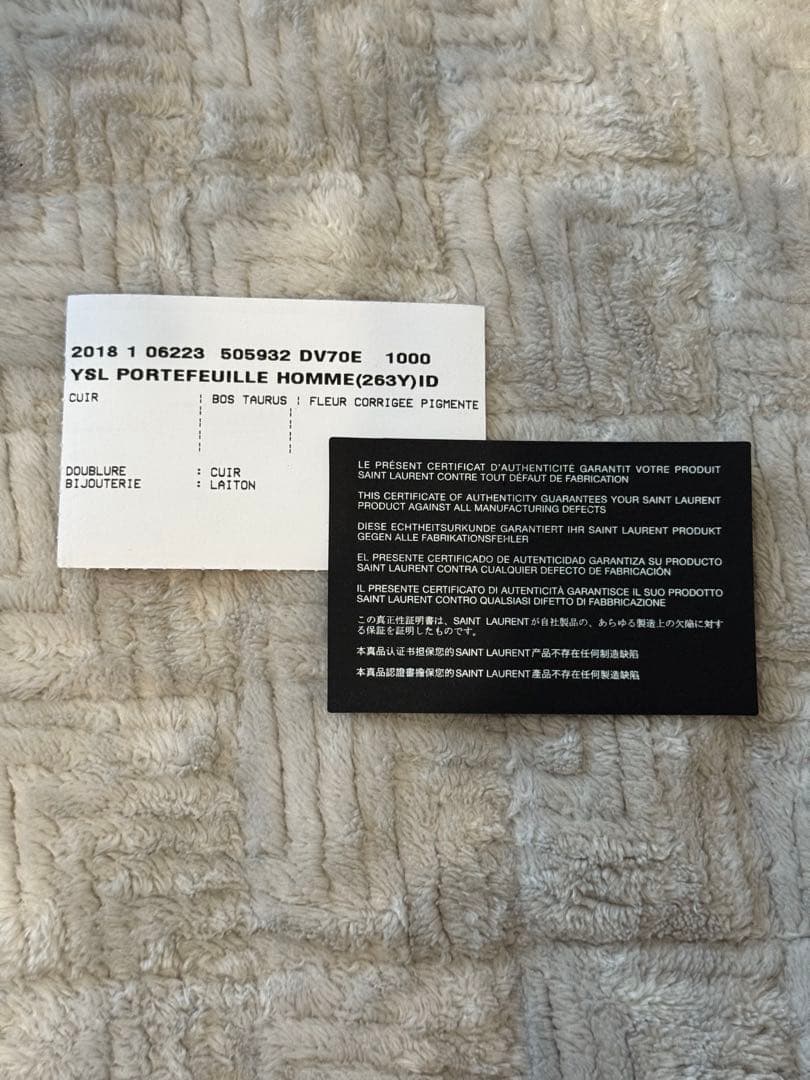 2018 1 06223 505932 DV70E 1000
YSL PORTEFEUILLE HOMME(263Y)ID
CUIR ¦ BOS TAURUS ¦ FLEUR CORRIGEE PIGMENTE
DOUBLURE : CUIR
BIJOUTERIE : LAITON
LE PRÉSENT CERTIFICAT D'AUTHENTICITÉ GARANTIT VOTRE PRODUIT
SAINT LAURENT CONTRE TOUT DÉFAUT DE FABRICATION
THIS CERTIFICATE OF AUTHENTICITY GUARANTEES YOUR SAINT LAURENT
PRODUCT AGAINST ALL MANUFACTURING DEFECTS
DIESE ECHTHEITSURKUNDE GARANTIERT IHR SAINT LAURENT PRODUKT
GEGEN ALLE FABRIKATIONSFEHLER
EL PRESENTE CERTIFICADO DE AUTENTICIDAD GARANTIZA SU PRODUCTO
SAINT LAURENT CONTRA CUALQUIER DEFECTO DE FABRICACIÓN
IL PRESENTE CERTIFICATO DI AUTENTICITÀ GARANTISCE IL SUO PRODOTTO
SAINT LAURENT CONTRO QUALSIASI DIFETTO DI FABBRICAZIONE
この真正性証明書は、SAINT LAURENTが自社製品の、あらゆる製造上の欠陥に対す
る保証を証明したものです。
本真品认证书担保您的SAINT LAURENT产品不存在任何制造缺陷
本真品認證書擔保您的SAINT LAURENT產品不存在任何製造缺陷